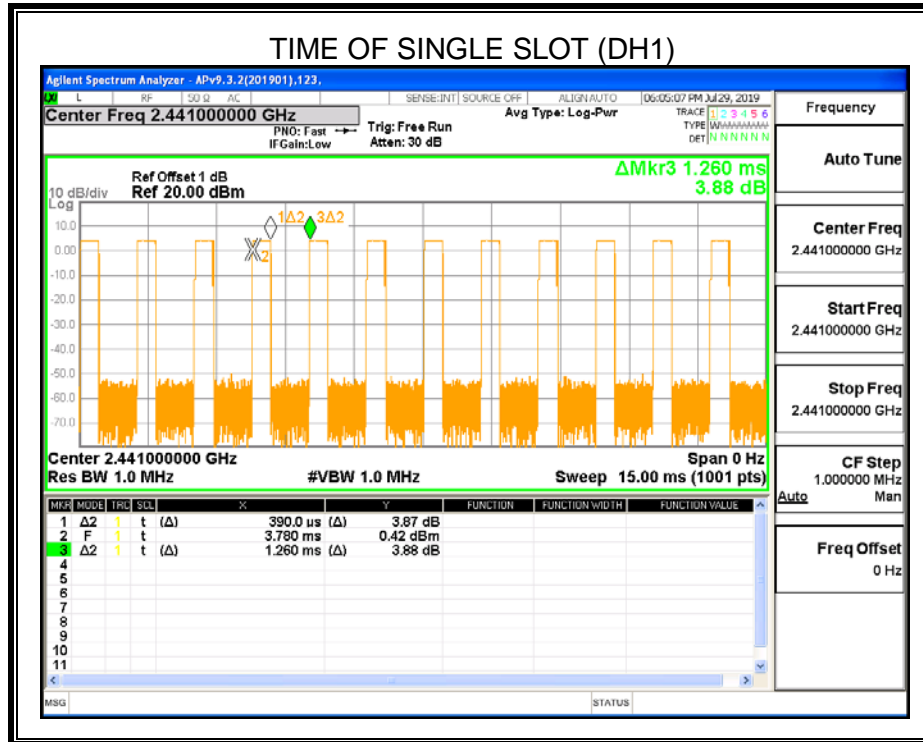 TIME OF SINGLE SLOT (DH1)
Agilent Spectrum Analyzer - APv9.3.2(201901),123,
L RF 50 Ω AC SENSE:INT SOURCE OFF ALIGN AUTO 06:05:07 PM Jul 29, 2019
Center Freq 2.441000000 GHz
PNO: Fast
IFGain:Low
Trig: Free Run
Atten: 30 dB
Avg Type: Log-Pwr
TRACE 1 2 3 4 5 6
TYPE WWWWWW
DET N N N N N N
Frequency
Auto Tune
Center Freq
2.441000000 GHz
Start Freq
2.441000000 GHz
Stop Freq
2.441000000 GHz
CF Step
1.000000 MHz
Auto Man
Freq Offset
0 Hz
ΔMkr3 1.260 ms
3.88 dB
Ref Offset 1 dB
10 dB/div Ref 20.00 dBm
Log
10.0
0.00
-10.0
-20.0
-30.0
-40.0
-50.0
-60.0
-70.0
1Δ2 3Δ2
2
Center 2.441000000 GHz Span 0 Hz
Res BW 1.0 MHz #VBW 1.0 MHz Sweep 15.00 ms (1001 pts)
MKR MODE TRC SCL X Y FUNCTION FUNCTION WIDTH FUNCTION VALUE
1 Δ2 1 t (Δ) 390.0 μs (Δ) 3.87 dB
2 F 1 t 3.780 ms 0.42 dBm
3 Δ2 1 t (Δ) 1.260 ms (Δ) 3.88 dB
4
5
6
7
8
9
10
11
MSG STATUS